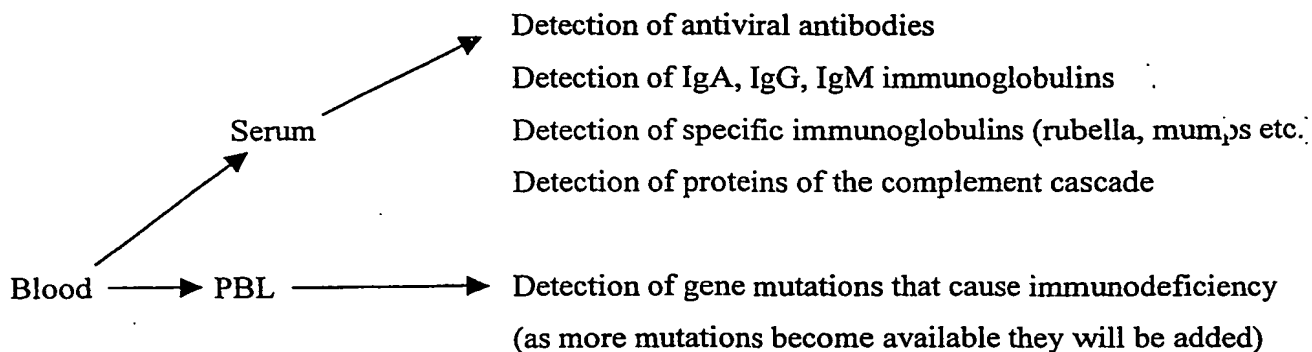 Detection of antiviral antibodies
Detection of IgA, IgG, IgM immunoglobulins
Serum
Detection of specific immunoglobulins (rubella, mumps etc.)
Detection of proteins of the complement cascade
Blood
PBL
Detection of gene mutations that cause immunodeficiency
(as more mutations become available they will be added)